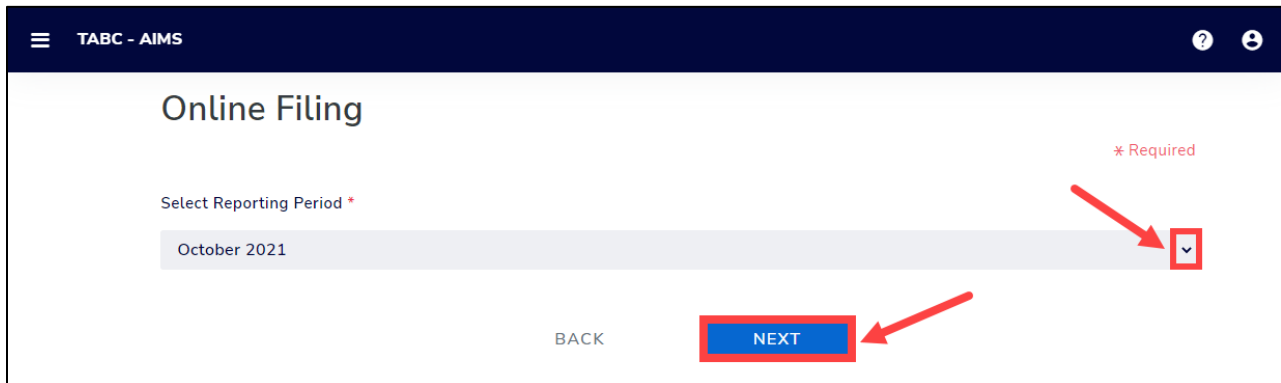 TABC - AIMS
Online Filing
* Required
Select Reporting Period *
October 2021
BACK NEXT